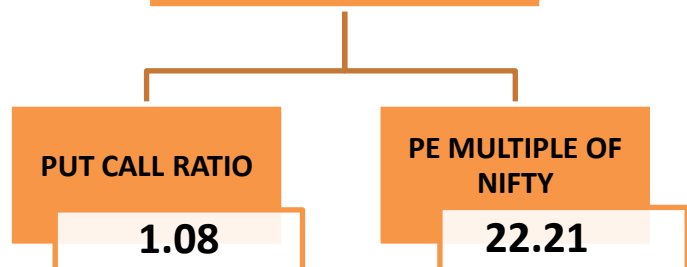 PUT CALL RATIO
1.08
PE MULTIPLE OF
NIFTY
22.21